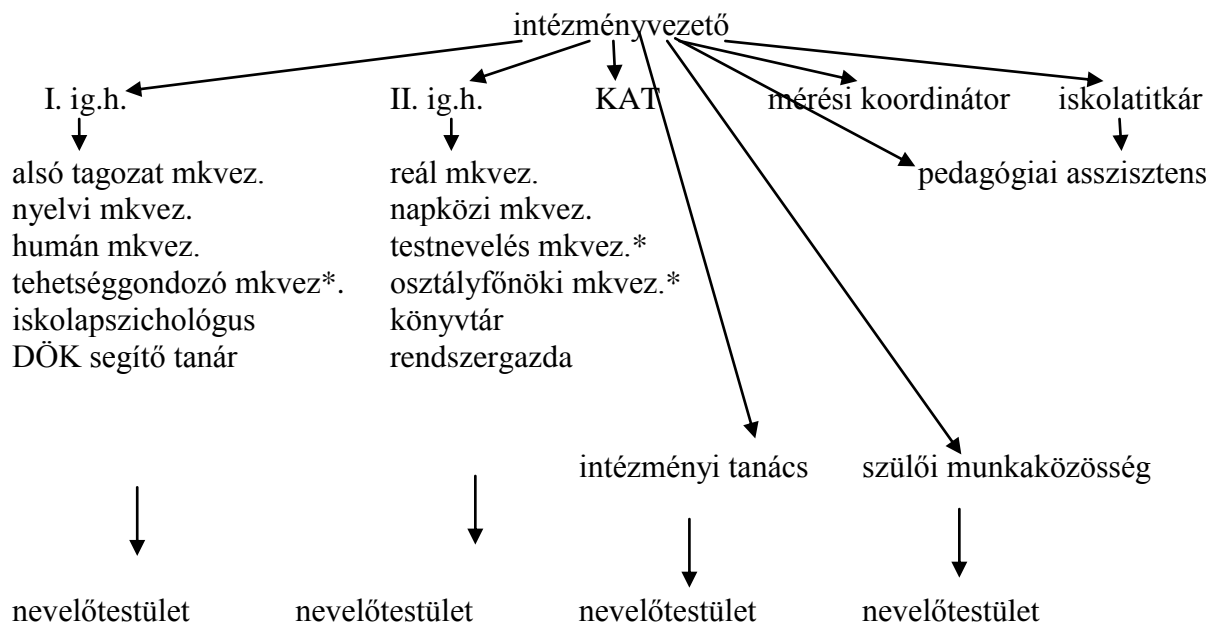 intézményvezető
I. ig.h. II. ig.h. KAT mérési koordinátor iskolatitkár
alsó tagozat mkvez. reál mkvez. pedagógiai asszisztens
nyelvi mkvez. napközi mkvez.
humán mkvez. testnevelés mkvez.*
tehetséggondozó mkvez*. osztályfőnöki mkvez.*
iskolapszichológus könyvtár
DÖK segítő tanár rendszergazda
intézményi tanács szülői munkaközösség
nevelőtestület nevelőtestület nevelőtestület nevelőtestület